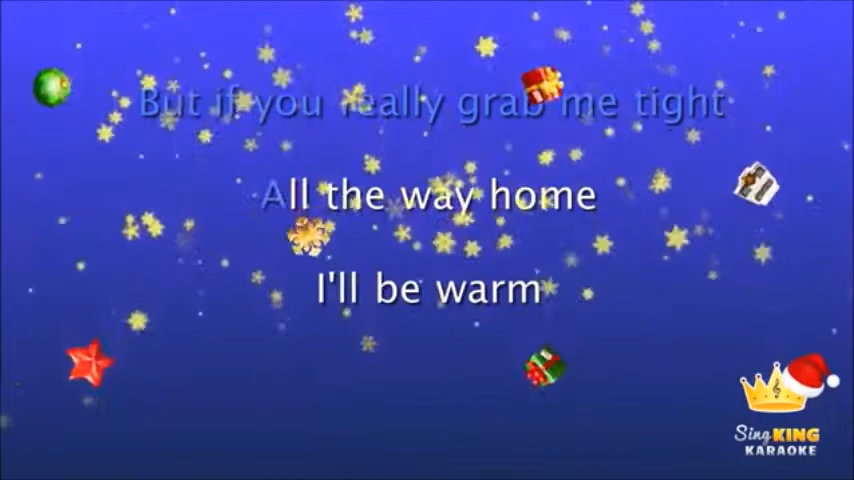 But if you really grab me tight
All the way home
I'll be warm
Sing KING
KARAOKE